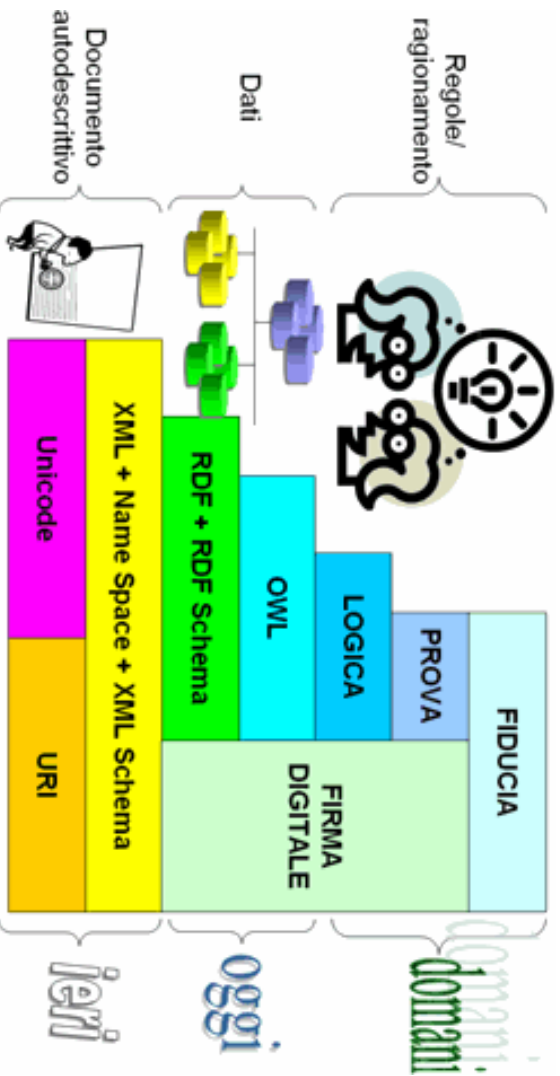 Regole/
ragionamento
Dati
Documento
autodescrittivo
FIDUCIA
PROVA
LOGICA
OWL
RDF + RDF Schema
FIRMA
DIGITALE
XML + Name Space + XML Schema
Unicode
URI
domani
domani
oggi
ieri